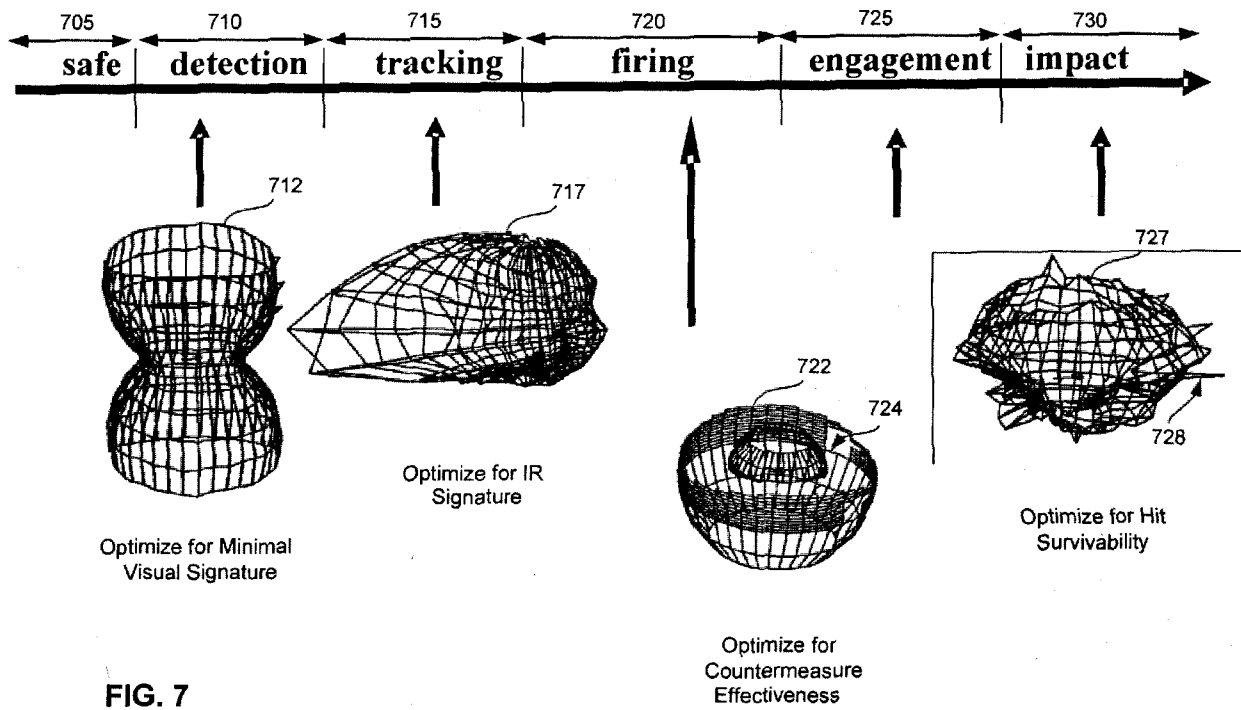 705 710 715 720 725 730
safe detection tracking firing engagement impact
712
717
727
722
724
728
Optimize for IR
Signature
Optimize for Hit
Survivability
Optimize for Minimal
Visual Signature
Optimize for
Countermeasure
Effectiveness
FIG. 7